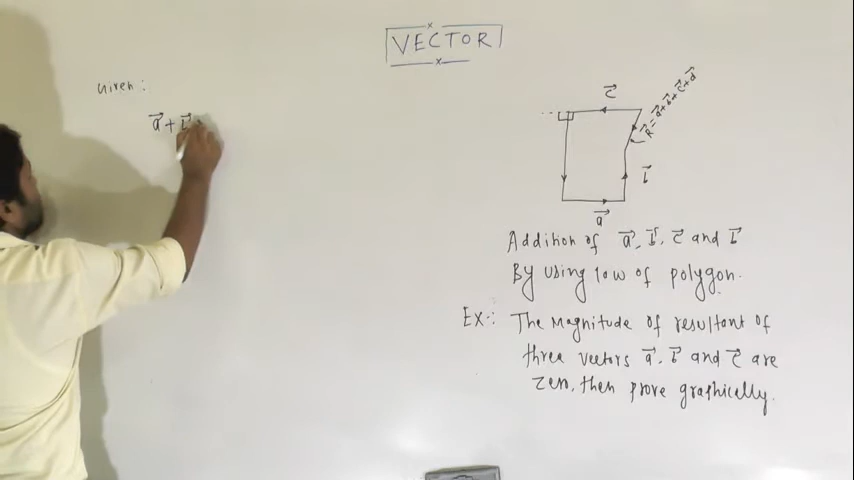 VECTOR
Given:
a⃗ + b⃗ +
c⃗
R⃗ = a⃗ + b⃗ + c⃗ + d⃗
b⃗
a⃗
Addition of a⃗, b⃗, c⃗ and b⃗
By using low of polygon.
Ex:- The Magnitude of resultant of
three vectors a⃗, b⃗ and c⃗ are
zero, then prove graphically.